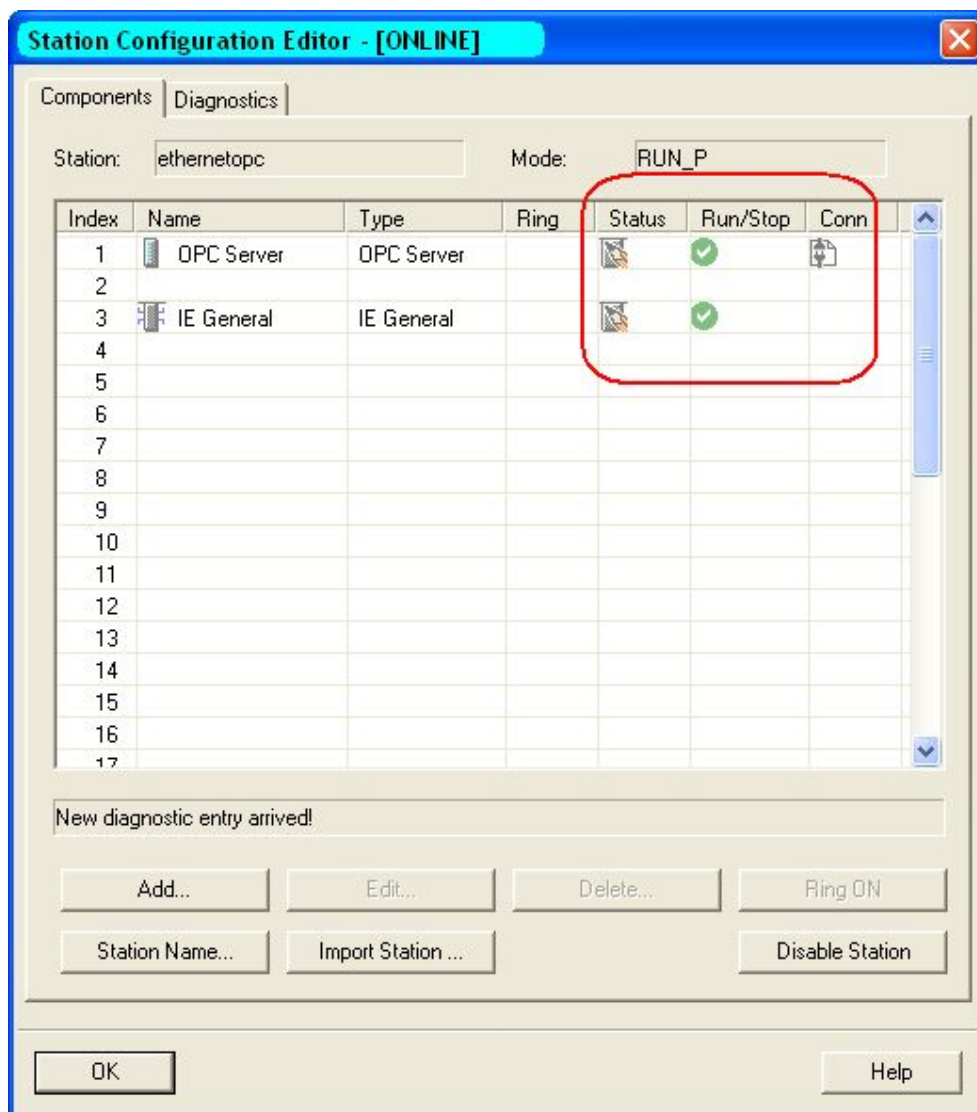 Station Configuration Editor - [ONLINE]
Components Diagnostics
Station: ethernetopc Mode: RUN_P
Index Name Type Ring Status Run/Stop Conn
1 OPC Server OPC Server
2
3 IE General IE General
4
5
6
7
8
9
10
11
12
13
14
15
16
17
New diagnostic entry arrived!
Add... Edit... Delete... Ring ON
Station Name... Import Station ... Disable Station
OK Help